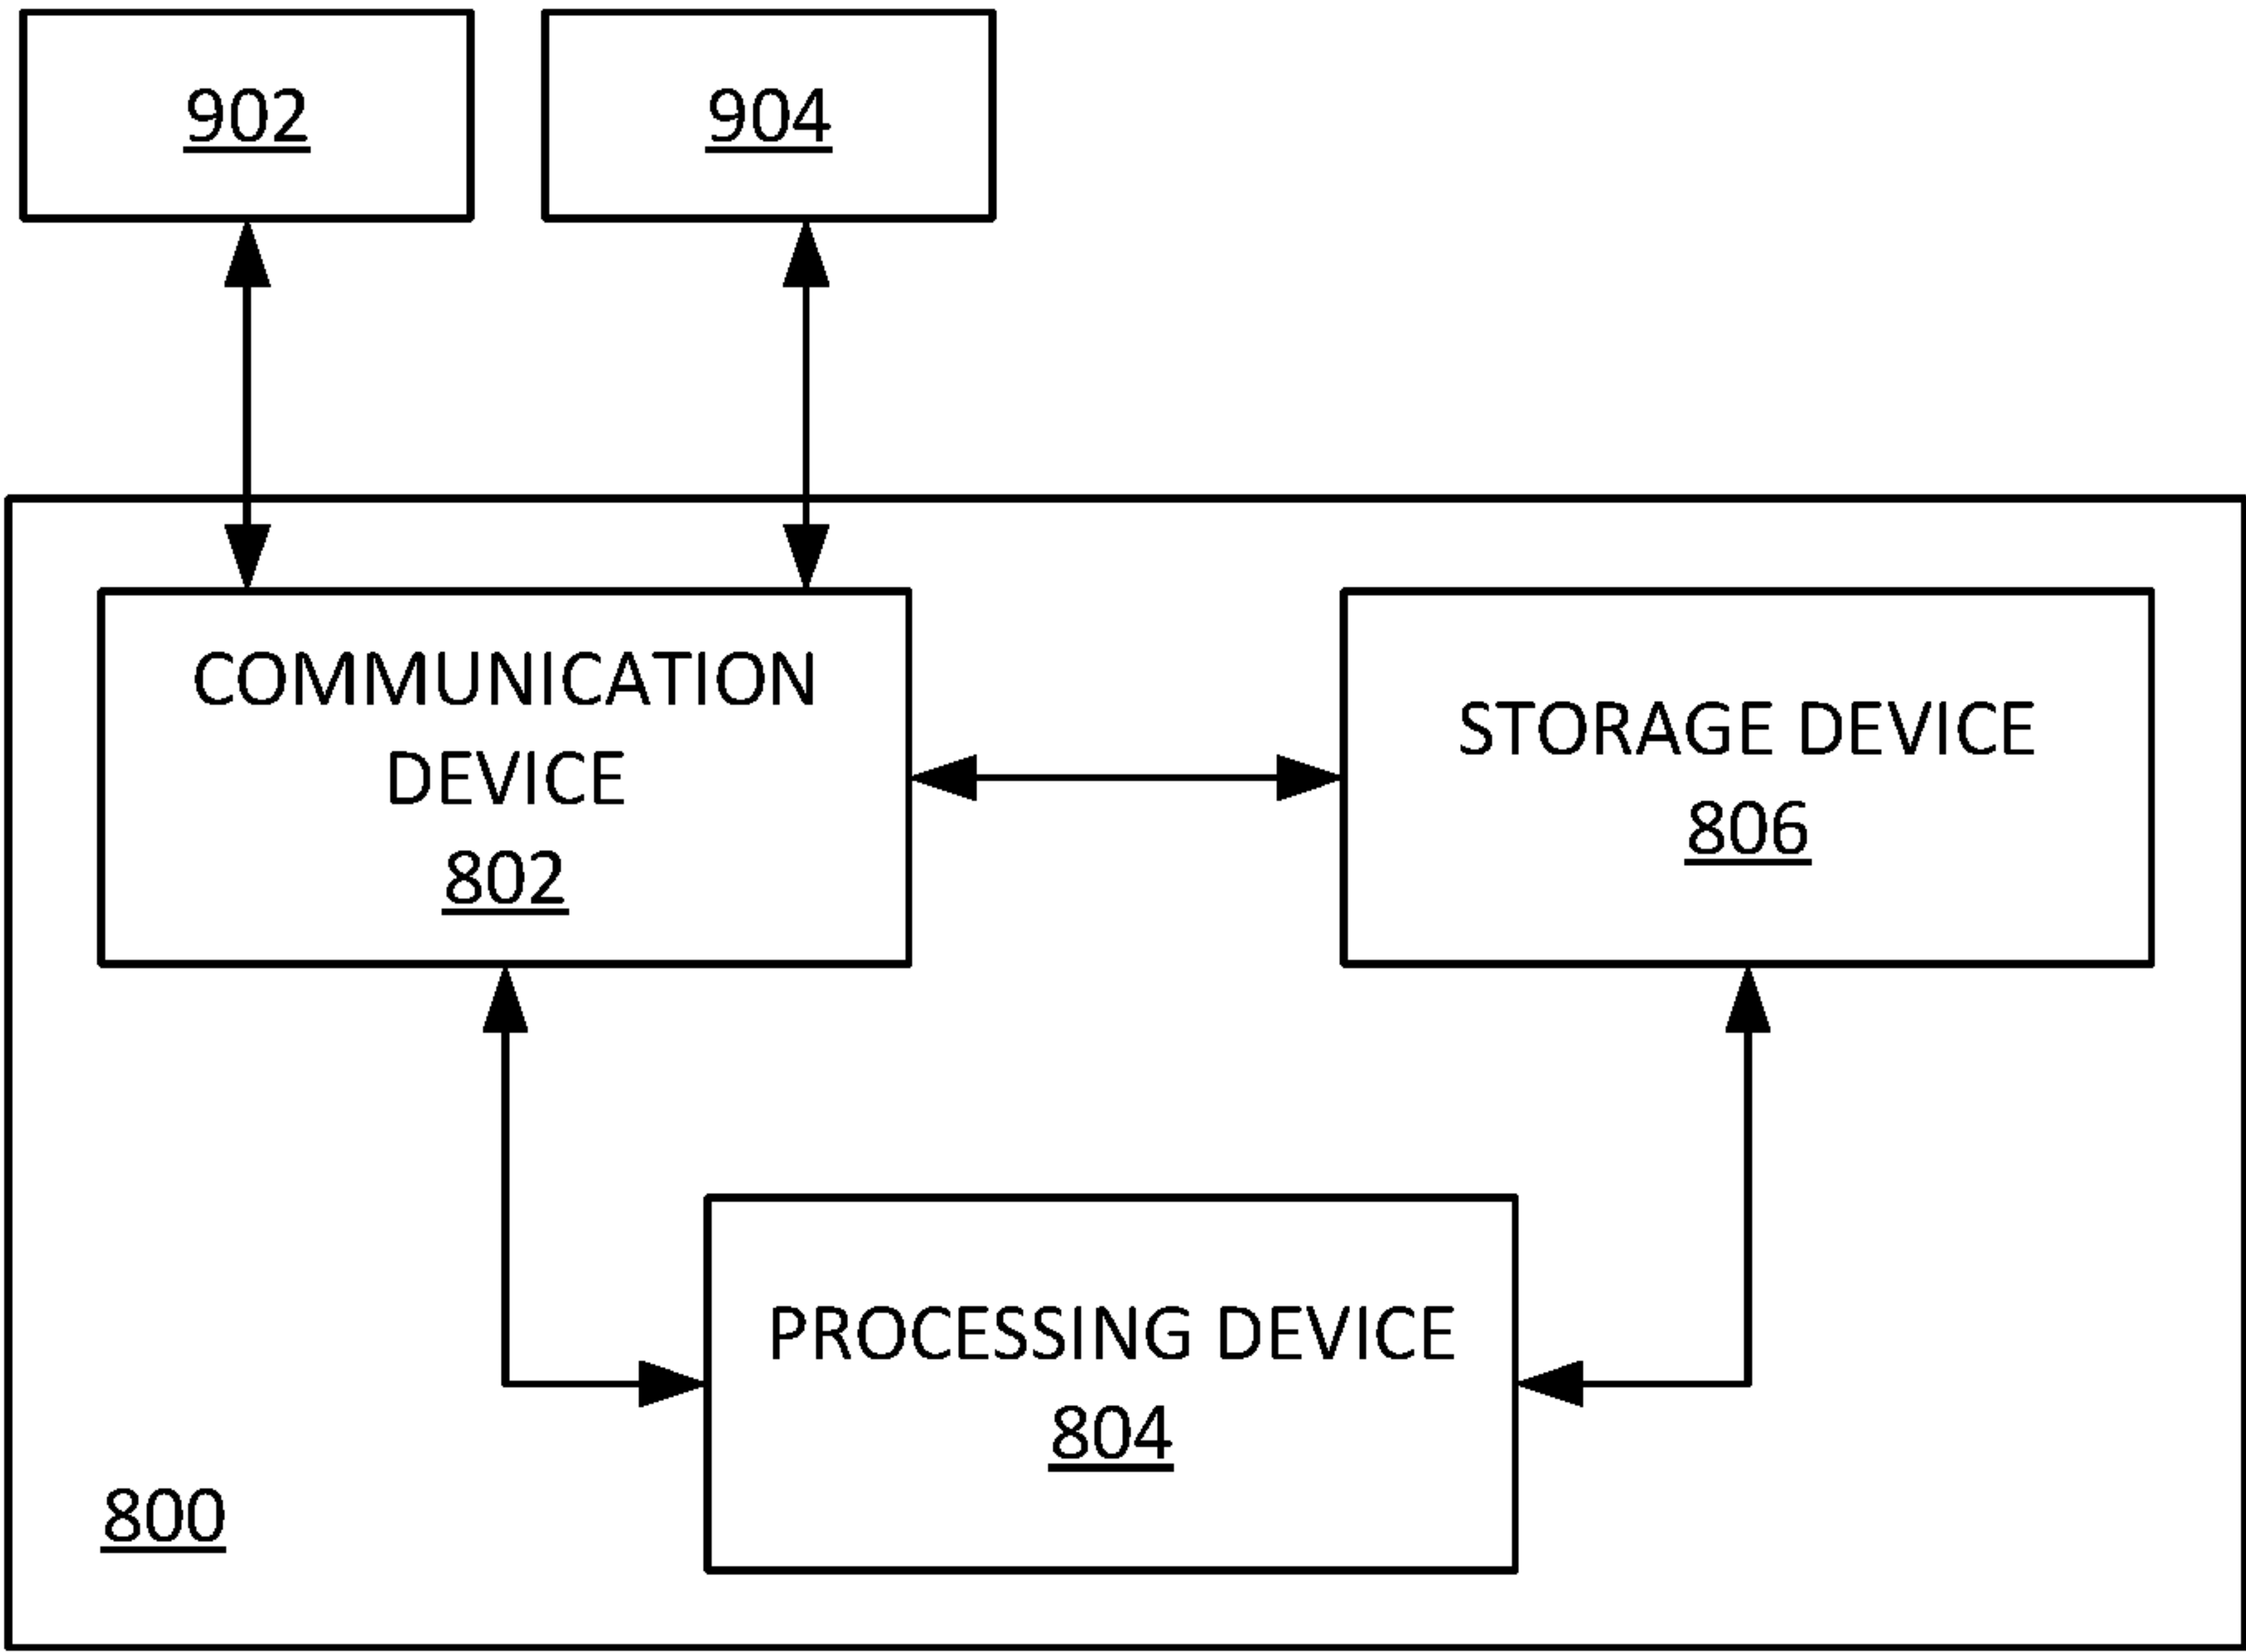 902
904
COMMUNICATION
DEVICE
802
STORAGE DEVICE
806
PROCESSING DEVICE
804
800